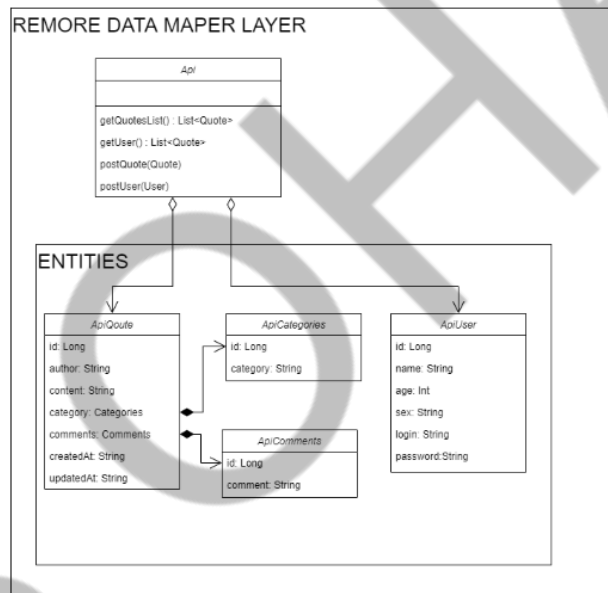 REMORE DATA MAPER LAYER
Api
getQuotesList() : List<Quote>
getUser() : List<Quote>
postQuote(Quote)
postUser(User)
ENTITIES
ApiQoute
id: Long
author: String
content: String
category: Categories
comments: Comments
createdAt: String
updatedAt: String
ApiCategories
id: Long
category: String
ApiComments
id: Long
comment: String
ApiUser
id: Long
name: String
age: Int
sex: String
login: String
password:String